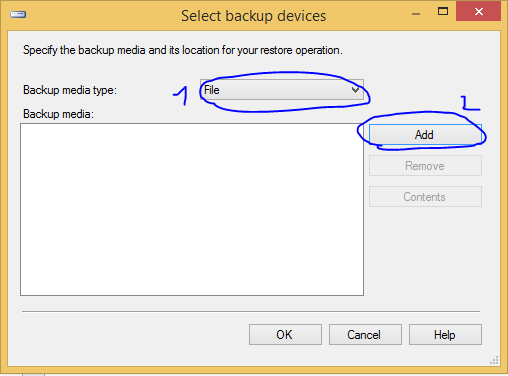 Select backup devices
Specify the backup media and its location for your restore operation.
Backup media type:
1
File
Backup media:
2
Add
Remove
Contents
OK
Cancel
Help